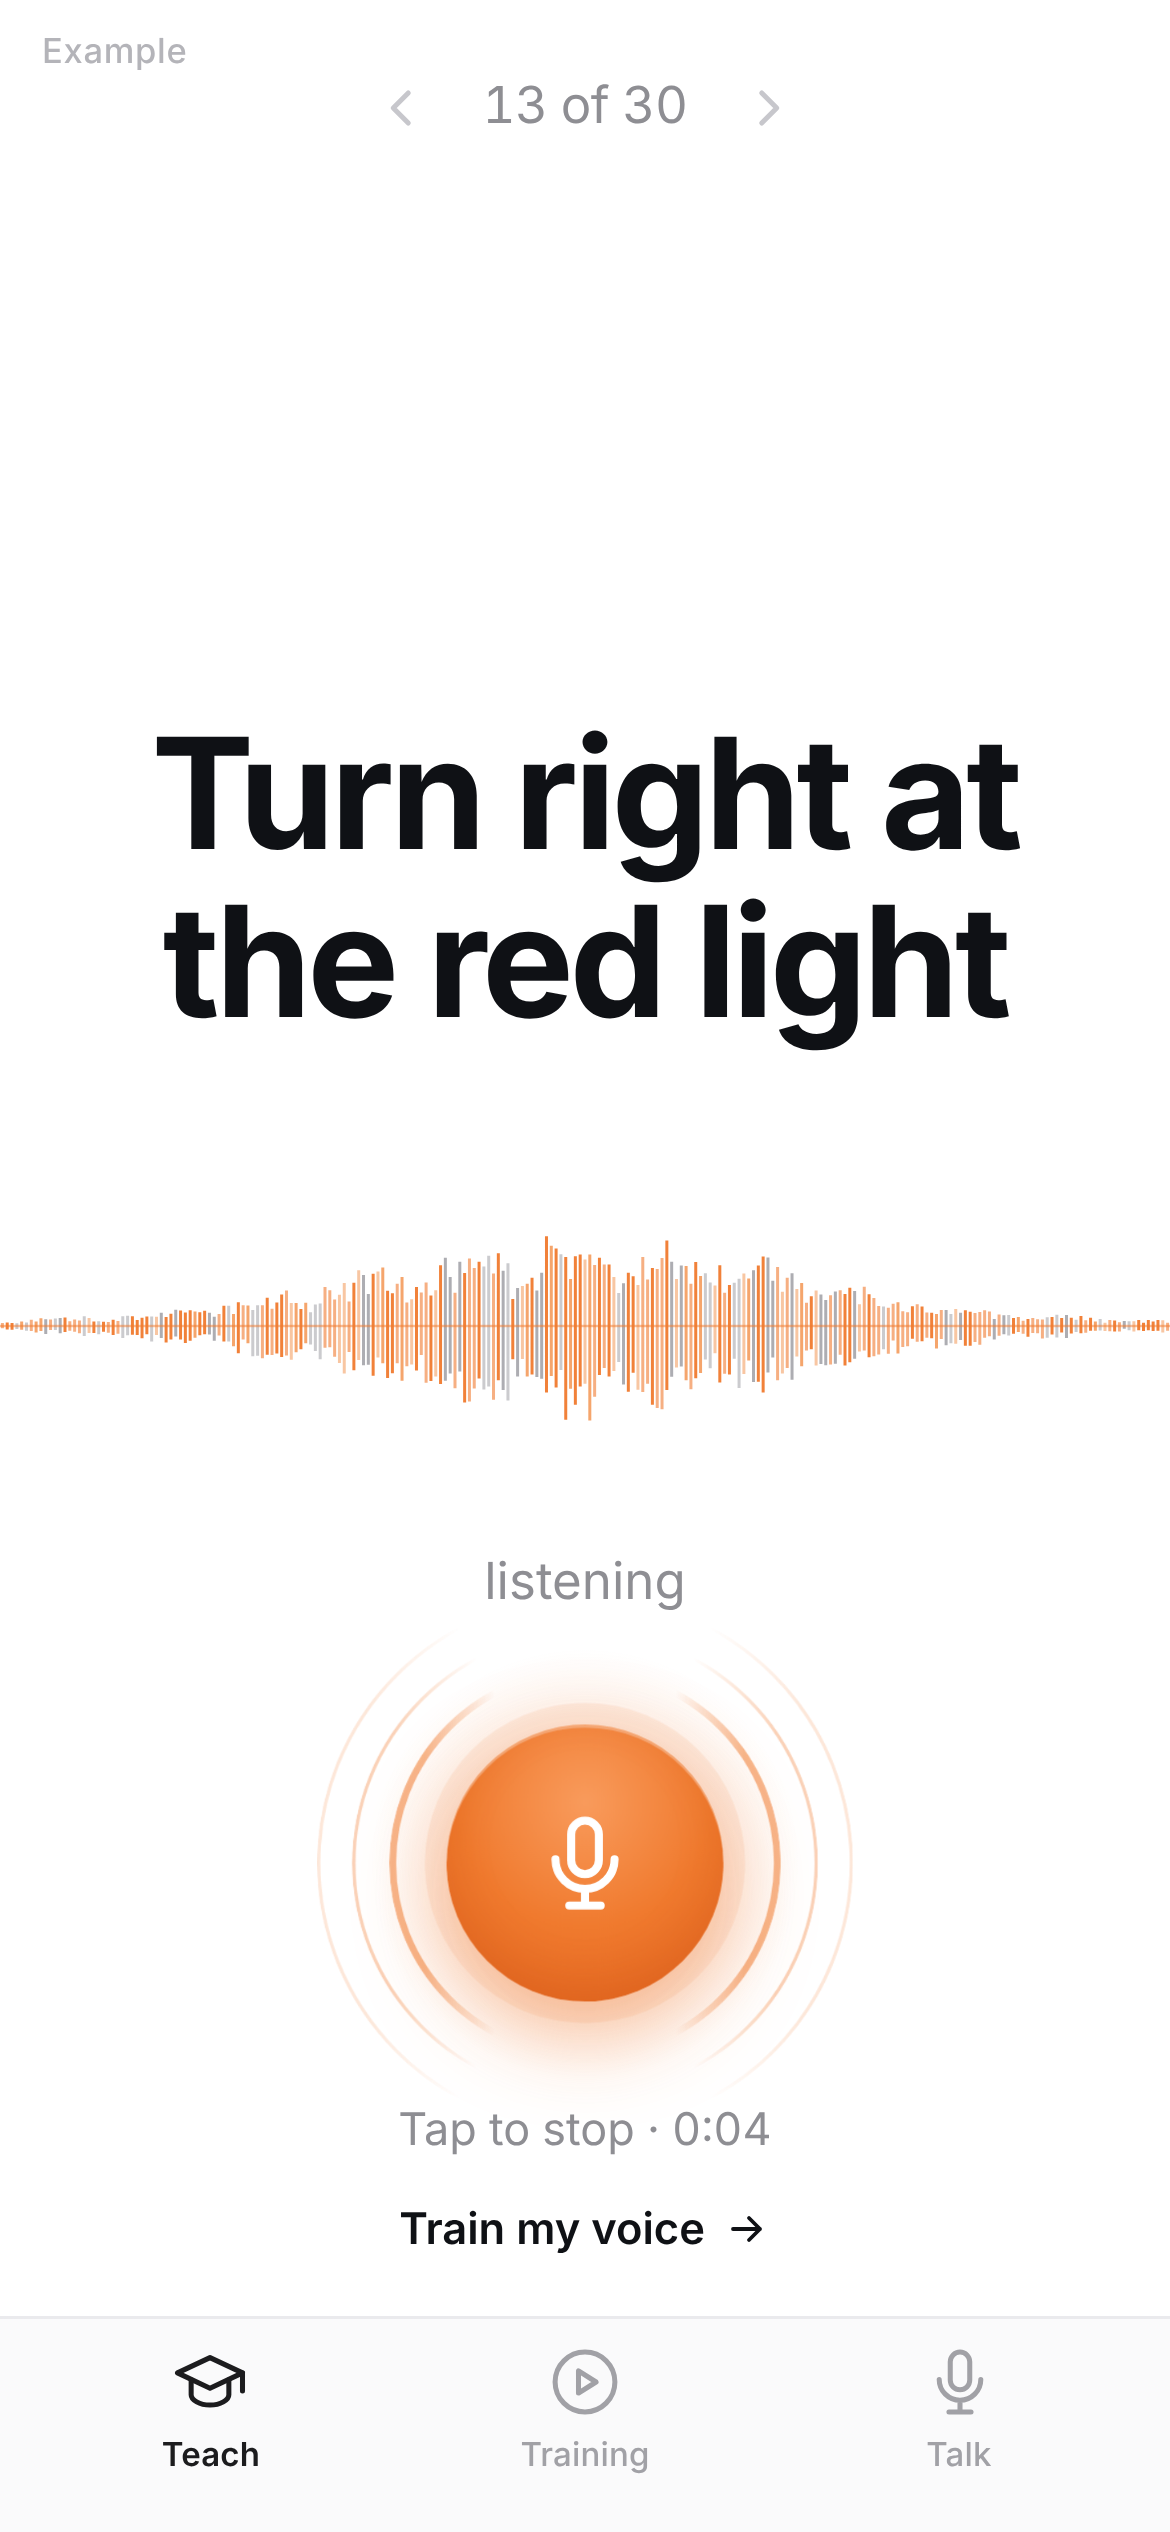 Example
13 of 30
Turn right at
the red light
listening
Tap to stop · 0:04
Train my voice →
Teach
Training
Talk